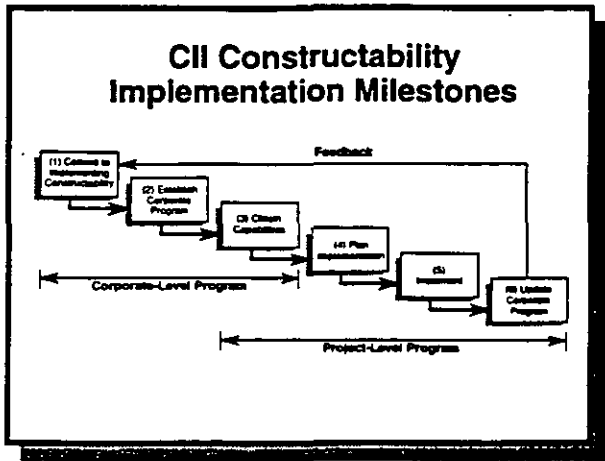 CII Constructability
Implementation Milestones
Feedback
(1) Commit to
Implementing
Constructability
(2) Establish
Corporate
Program
(3) Obtain
Capabilities
(4) Plan
Implementation
(5)
Implement
(6) Update
Corporate
Program
Corporate-Level Program
Project-Level Program